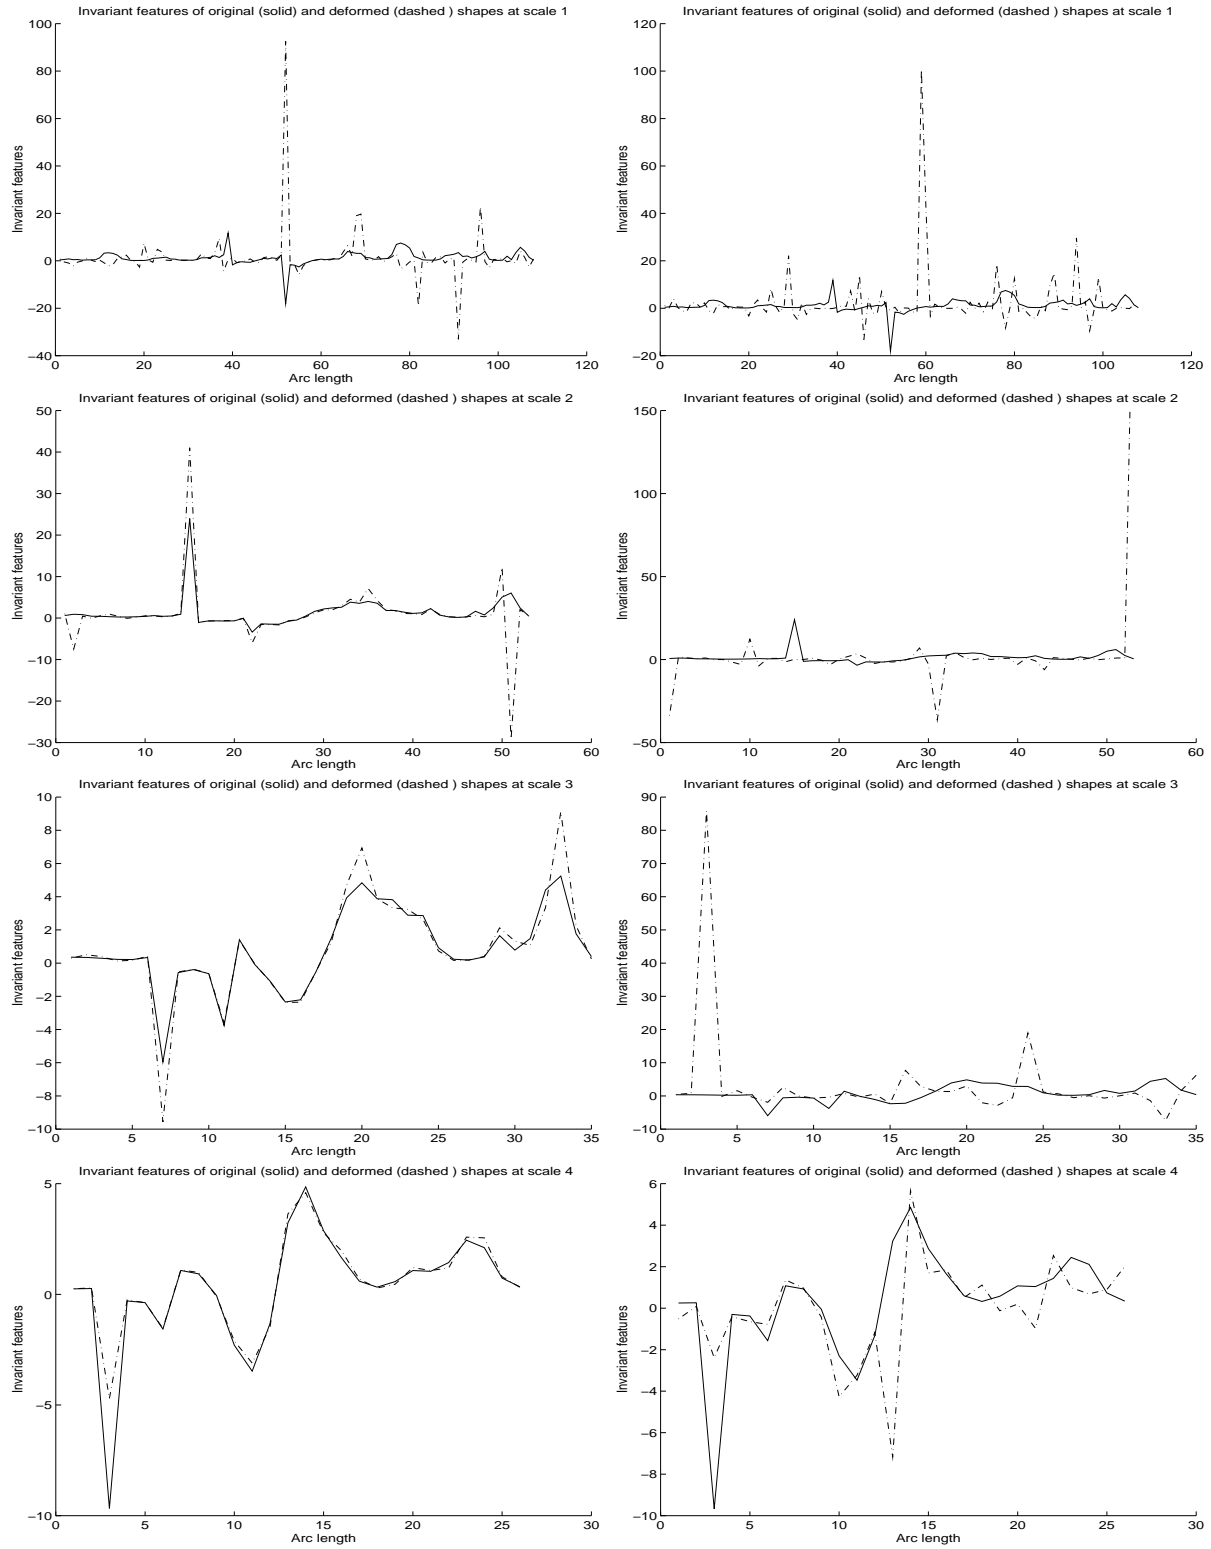 Invariant features of original (solid) and deformed (dashed ) shapes at scale 1
100
80
60
40
20
0
−20
−40
Invariant features
0 20 40 60 80 100 120
Arc length
Invariant features of original (solid) and deformed (dashed ) shapes at scale 1
120
100
80
60
40
20
0
−20
Invariant features
0 20 40 60 80 100 120
Arc length
Invariant features of original (solid) and deformed (dashed ) shapes at scale 2
50
40
30
20
10
0
−10
−20
−30
Invariant features
0 10 20 30 40 50 60
Arc length
Invariant features of original (solid) and deformed (dashed ) shapes at scale 2
150
100
50
0
−50
Invariant features
0 10 20 30 40 50 60
Arc length
Invariant features of original (solid) and deformed (dashed ) shapes at scale 3
10
8
6
4
2
0
−2
−4
−6
−8
−10
Invariant features
0 5 10 15 20 25 30 35
Arc length
Invariant features of original (solid) and deformed (dashed ) shapes at scale 3
90
80
70
60
50
40
30
20
10
0
−10
Invariant features
0 5 10 15 20 25 30 35
Arc length
Invariant features of original (solid) and deformed (dashed ) shapes at scale 4
5
0
−5
−10
Invariant features
0 5 10 15 20 25 30
Arc length
Invariant features of original (solid) and deformed (dashed ) shapes at scale 4
6
4
2
0
−2
−4
−6
−8
−10
Invariant features
0 5 10 15 20 25 30
Arc length